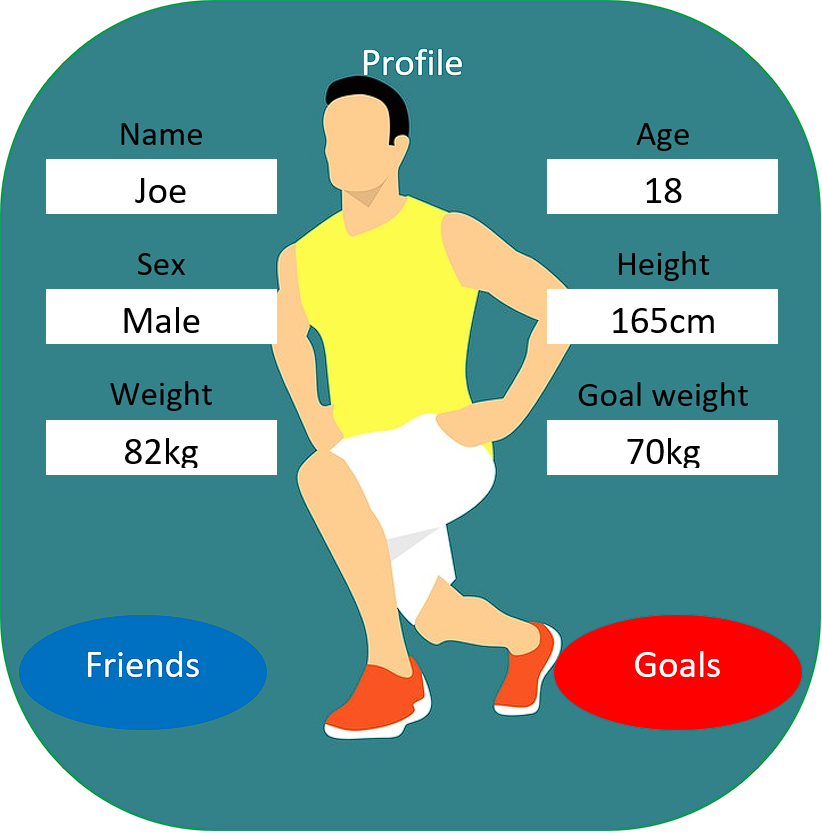 Profile
Name
Age
Joe
18
Sex
Height
Male
165cm
Weight
Goal weight
82kg
70kg
Friends
Goals